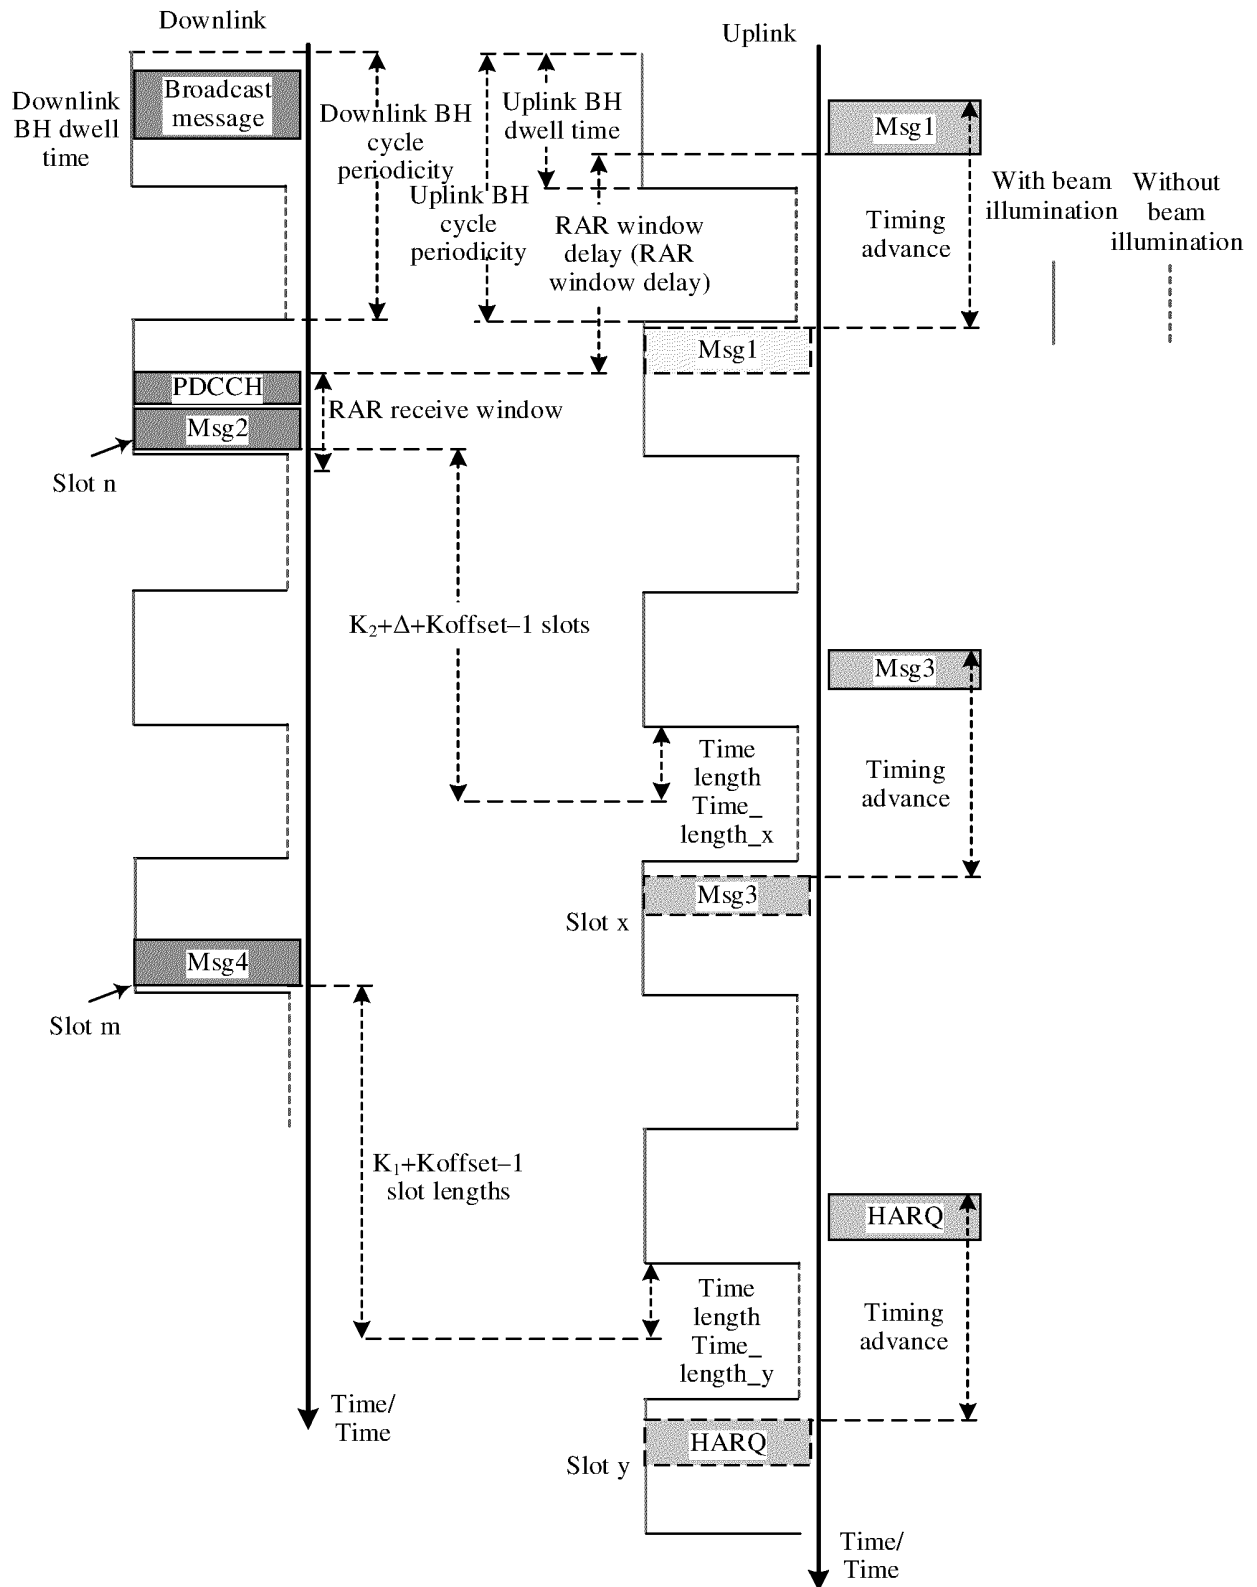 Downlink
Uplink
Downlink
BH dwell
time
Broadcast
message
Downlink BH
cycle
periodicity
Uplink BH
dwell time
Uplink BH
cycle
periodicity
RAR window
delay (RAR
window delay)
Msg1
Timing
advance
With beam
illumination
Without
beam
illumination
Msg1
PDCCH
Msg2
RAR receive window
Slot n
K₂+Δ+Koffset–1 slots
Msg3
Timing
advance
Time
length
Time_
length_x
Msg3
Slot x
Msg4
Slot m
K₁+Koffset–1
slot lengths
HARQ
Timing
advance
Time
length
Time_
length_y
Time/
Time
HARQ
Slot y
Time/
Time